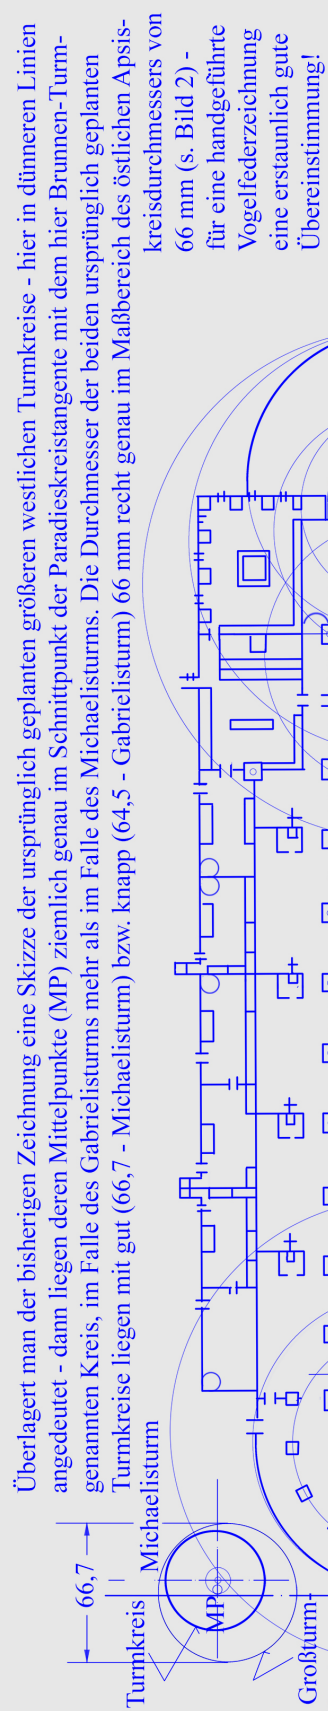 Überlagert man der bisherigen Zeichnung eine Skizze der ursprünglich geplanten größeren westlichen Turmkreise - hier in dünneren Linien
angedeutet - dann liegen deren Mittelpunkte (MP) ziemlich genau im Schnittpunkt der Paradieskreistangente mit dem hier Brunnen-Turm-
genannten Kreis, im Falle des Gabrielisturms mehr als im Falle des Michaelisturms. Die Durchmesser der beiden ursprünglich geplanten
Turmkreise liegen mit gut (66,7 - Michaelisturm) bzw. knapp (64,5 - Gabrielisturm) 66 mm recht genau im Maßbereich des östlichen Apsis-
kreisdurchmessers von
66 mm (s. Bild 2) -
für eine handgeführte
Vogelfederzeichnung
eine erstaunlich gute
Übereinstimmung!
66,7
Michaelisturm
Turmkreis
MP
Großturm-